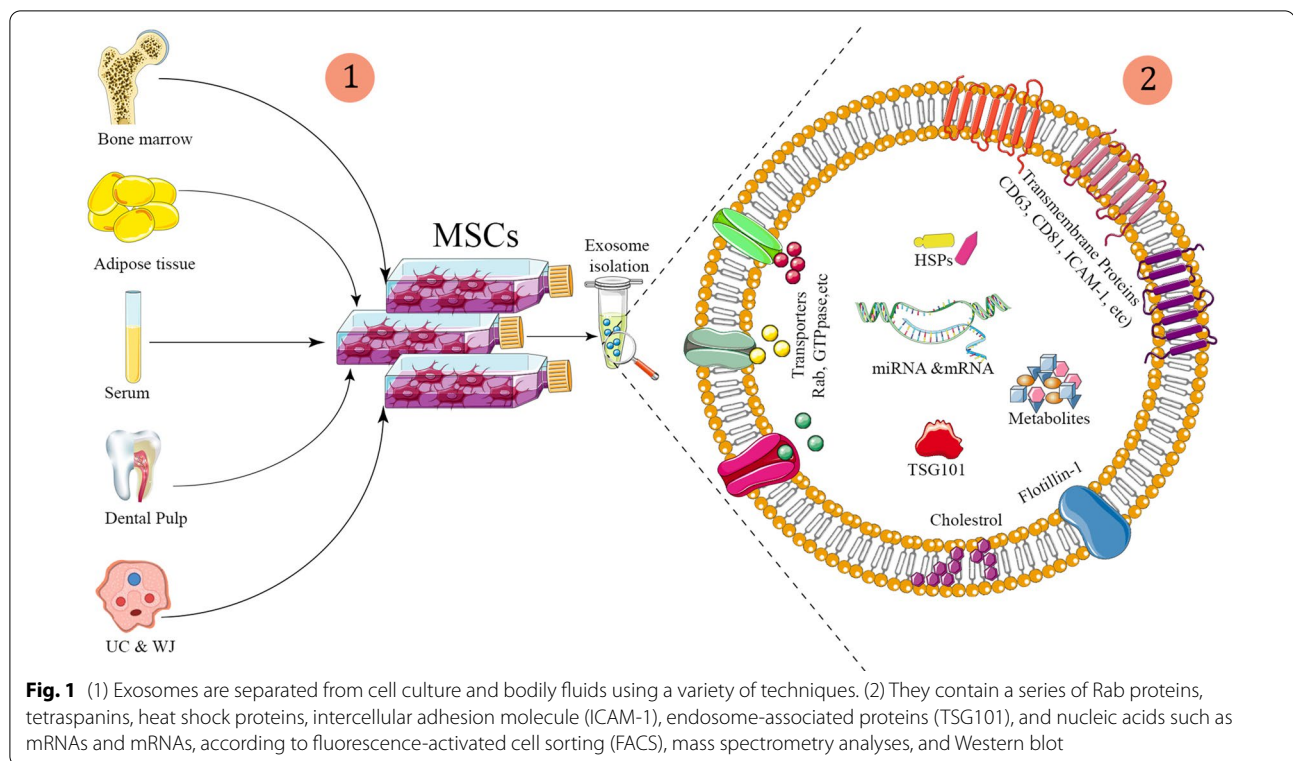 1
2
Bone marrow
Adipose tissue
Serum
Dental Pulp
UC & WJ
MSCs
Exosome
isolation
Transmembrane Proteins
CD63, CD81, ICAM-1, etc)
Transporters
Rab, GTPpase,etc
HSPs
miRNA &mRNA
Metabolites
TSG101
Flotillin-1
Cholestrol
Fig. 1 (1) Exosomes are separated from cell culture and bodily fluids using a variety of techniques. (2) They contain a series of Rab proteins,
tetraspanins, heat shock proteins, intercellular adhesion molecule (ICAM-1), endosome-associated proteins (TSG101), and nucleic acids such as
mRNAs and mRNAs, according to fluorescence-activated cell sorting (FACS), mass spectrometry analyses, and Western blot